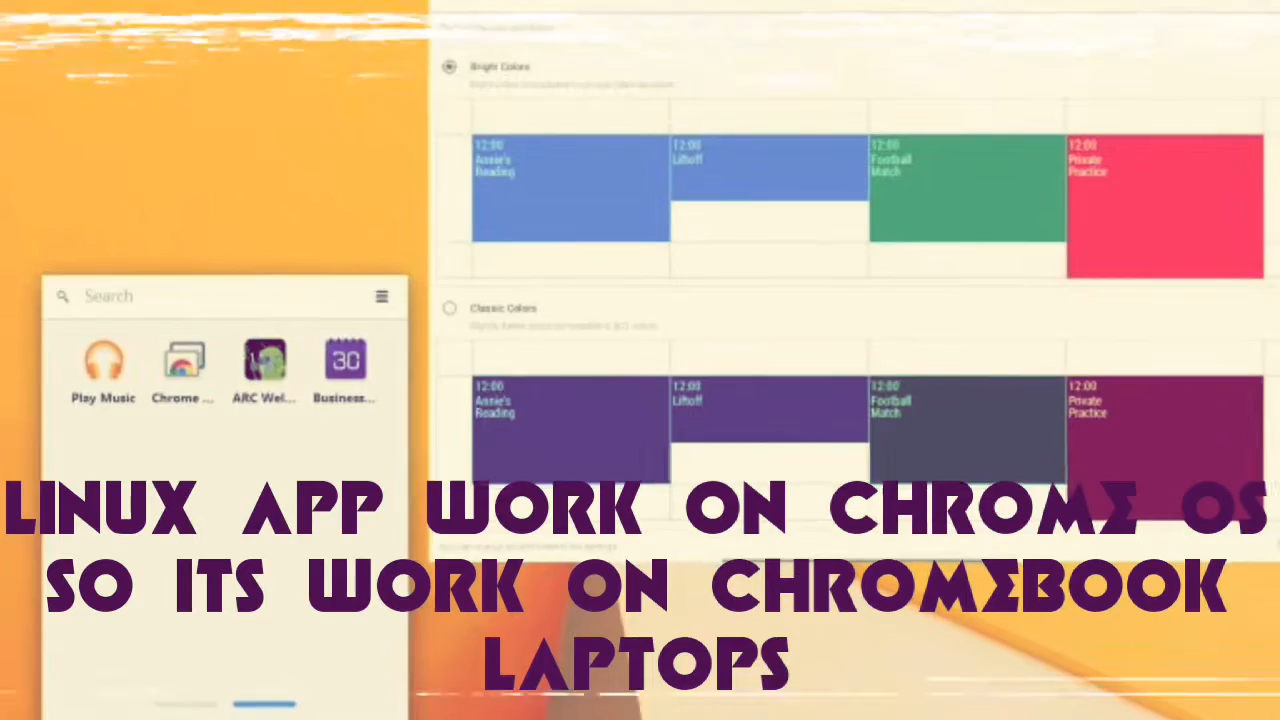 Bright Colors
12:00
Annie's
Reading
12:00
Liftoff
12:00
Football
Match
12:00
Private
Practice
Search
Play Music
Chrome ...
ARC Wel...
30
Business...
Classic Colors
12:00
Annie's
Reading
12:00
Liftoff
12:00
Football
Match
12:00
Private
Practice
LINUX APP WORK ON CHROME OS
SO ITS WORK ON CHROMEBOOK
LAPTOPS